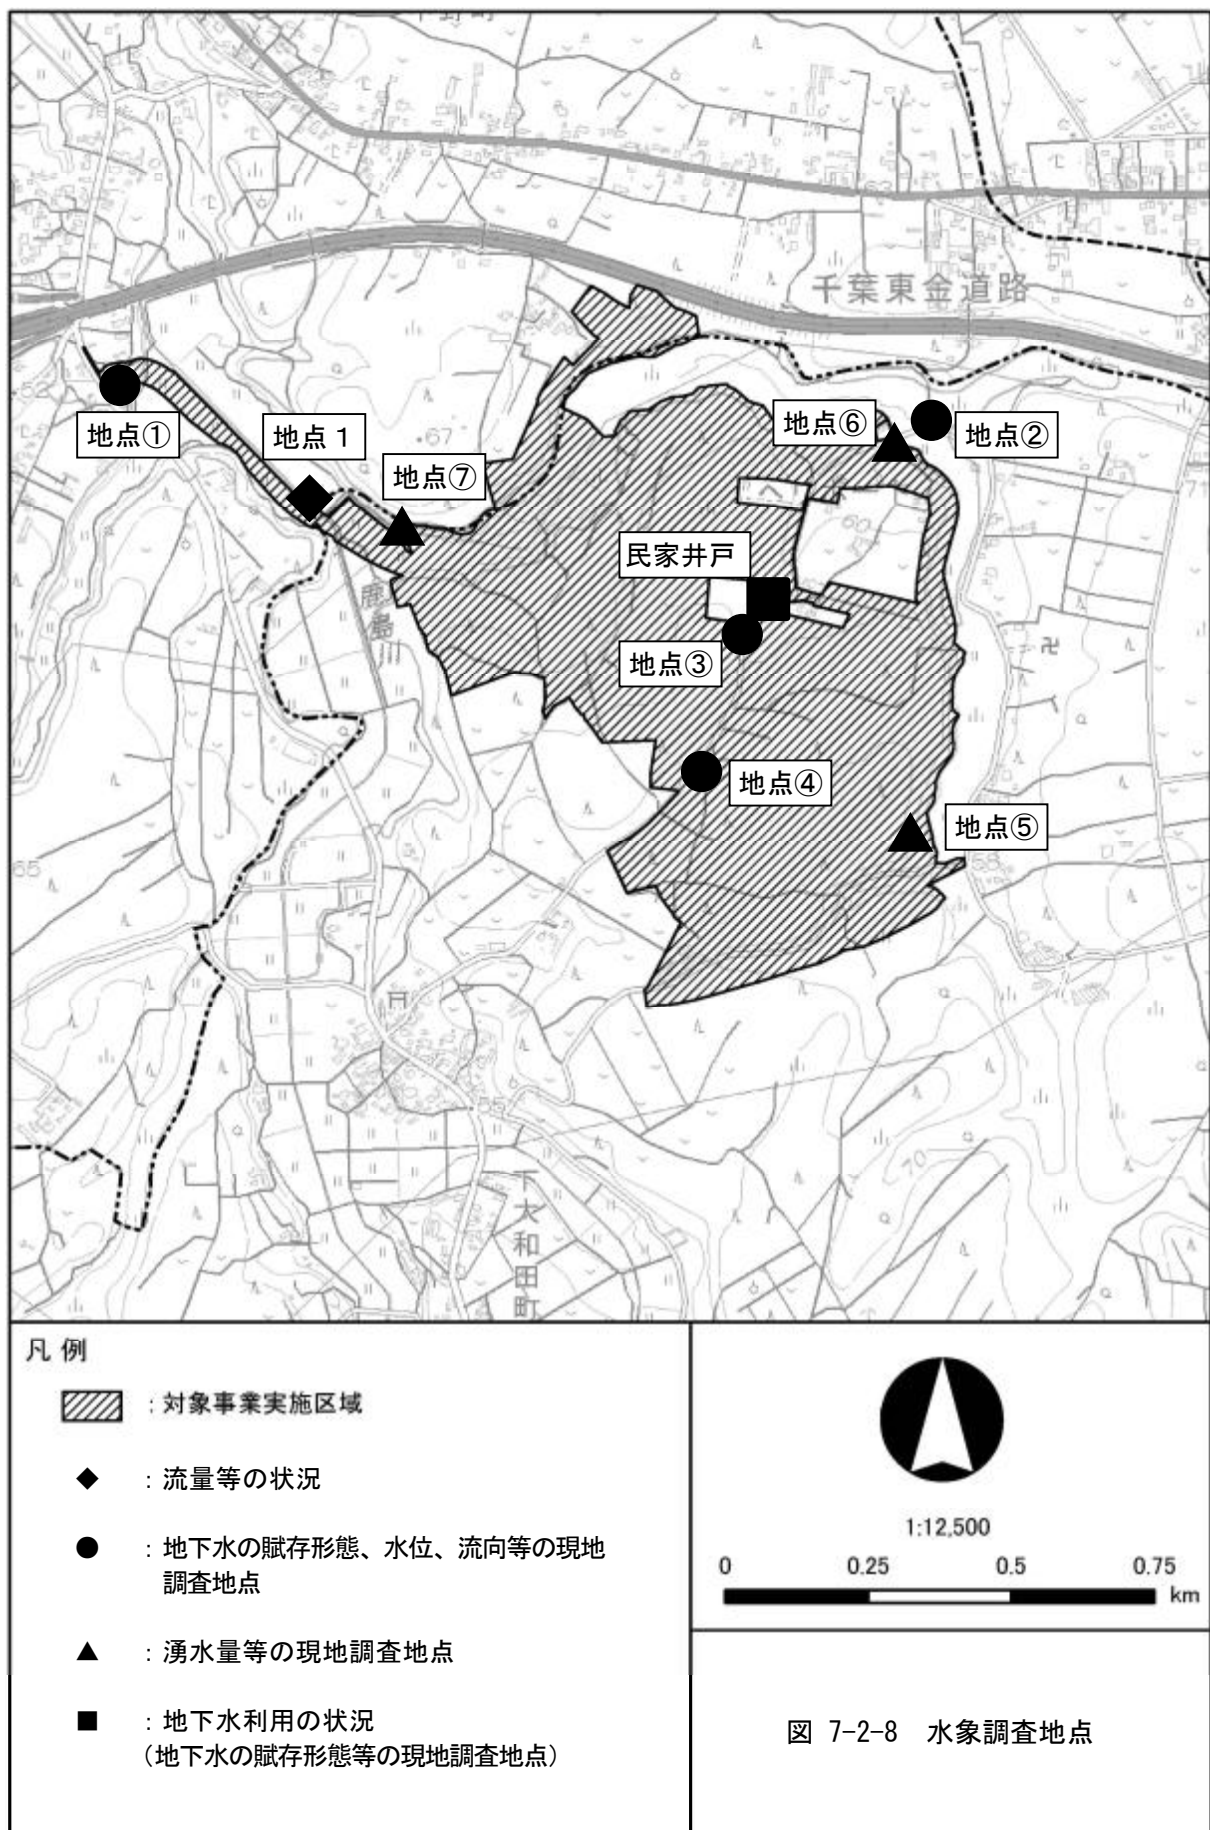 千葉東金道路
52
地点①
地点１
67
地点⑦
地点⑥
地点②
71
60
民家井戸
鹿島川
地点③
地点④
地点⑤
65
58
70
下大和田町
凡 例
：対象事業実施区域
：流量等の状況
：地下水の賦存形態、水位、流向等の現地
調査地点
：湧水量等の現地調査地点
：地下水利用の状況
（地下水の賦存形態等の現地調査地点）
1:12,500
0 0.25 0.5 0.75
km
図 7-2-8 水象調査地点